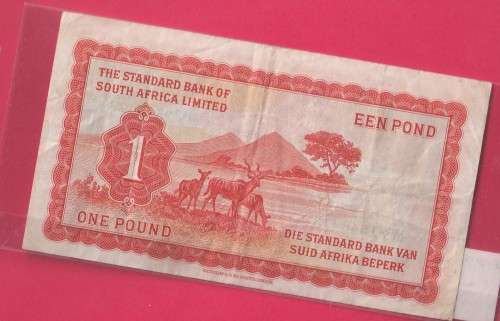 THE STANDARD BANK OF
SOUTH AFRICA LIMITED
EEN POND
1
ONE POUND
DIE STANDARD BANK VAN
SUID AFRIKA BEPERK